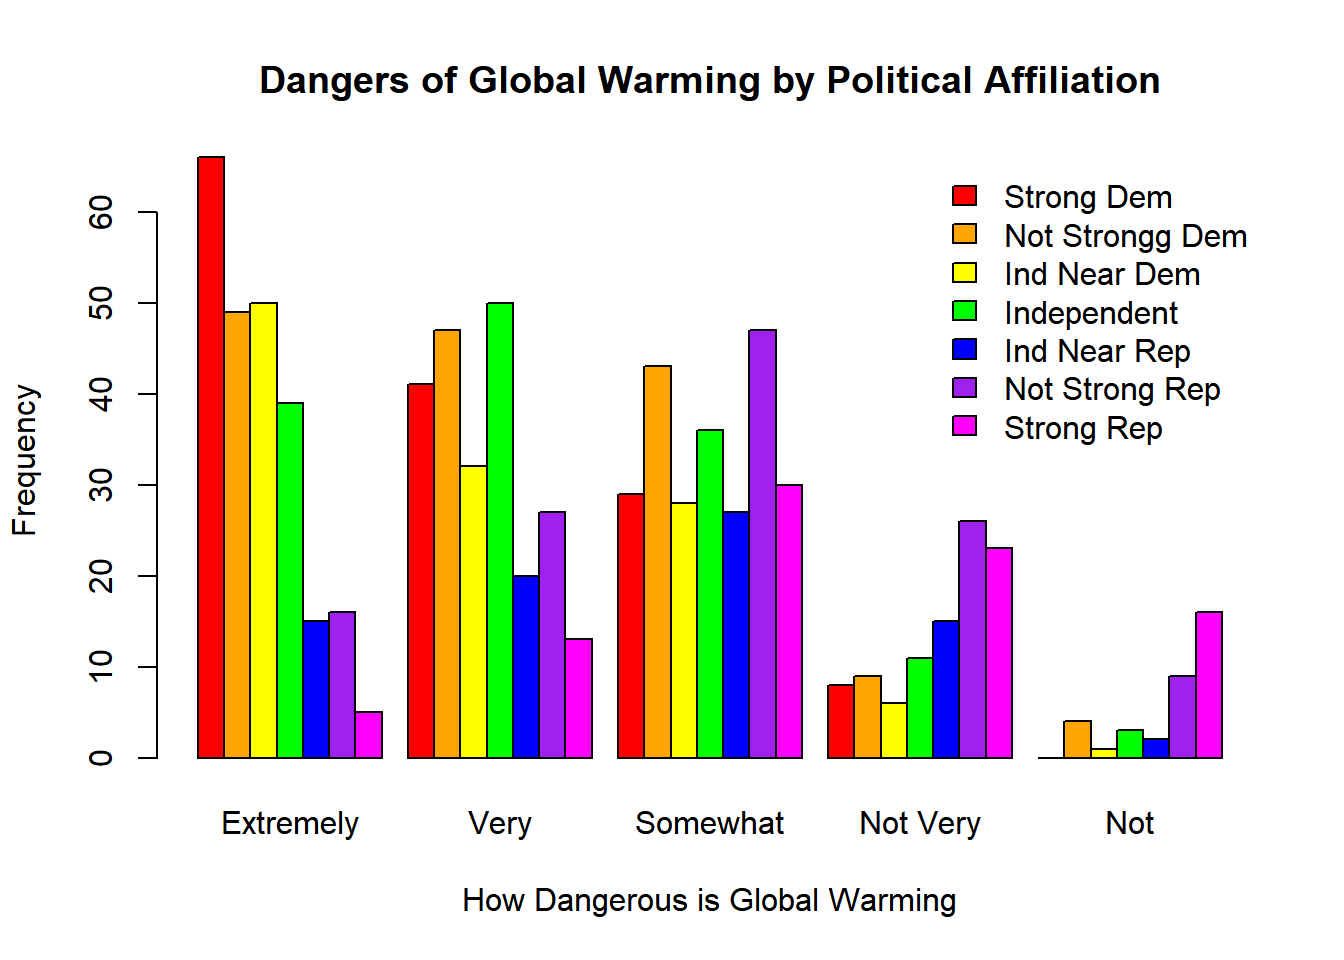 Dangers of Global Warming by Political Affiliation
Strong Dem
Not Strongg Dem
Ind Near Dem
Independent
Ind Near Rep
Not Strong Rep
Strong Rep
Frequency
60
50
40
30
20
10
0
Extremely Very Somewhat Not Very Not
How Dangerous is Global Warming